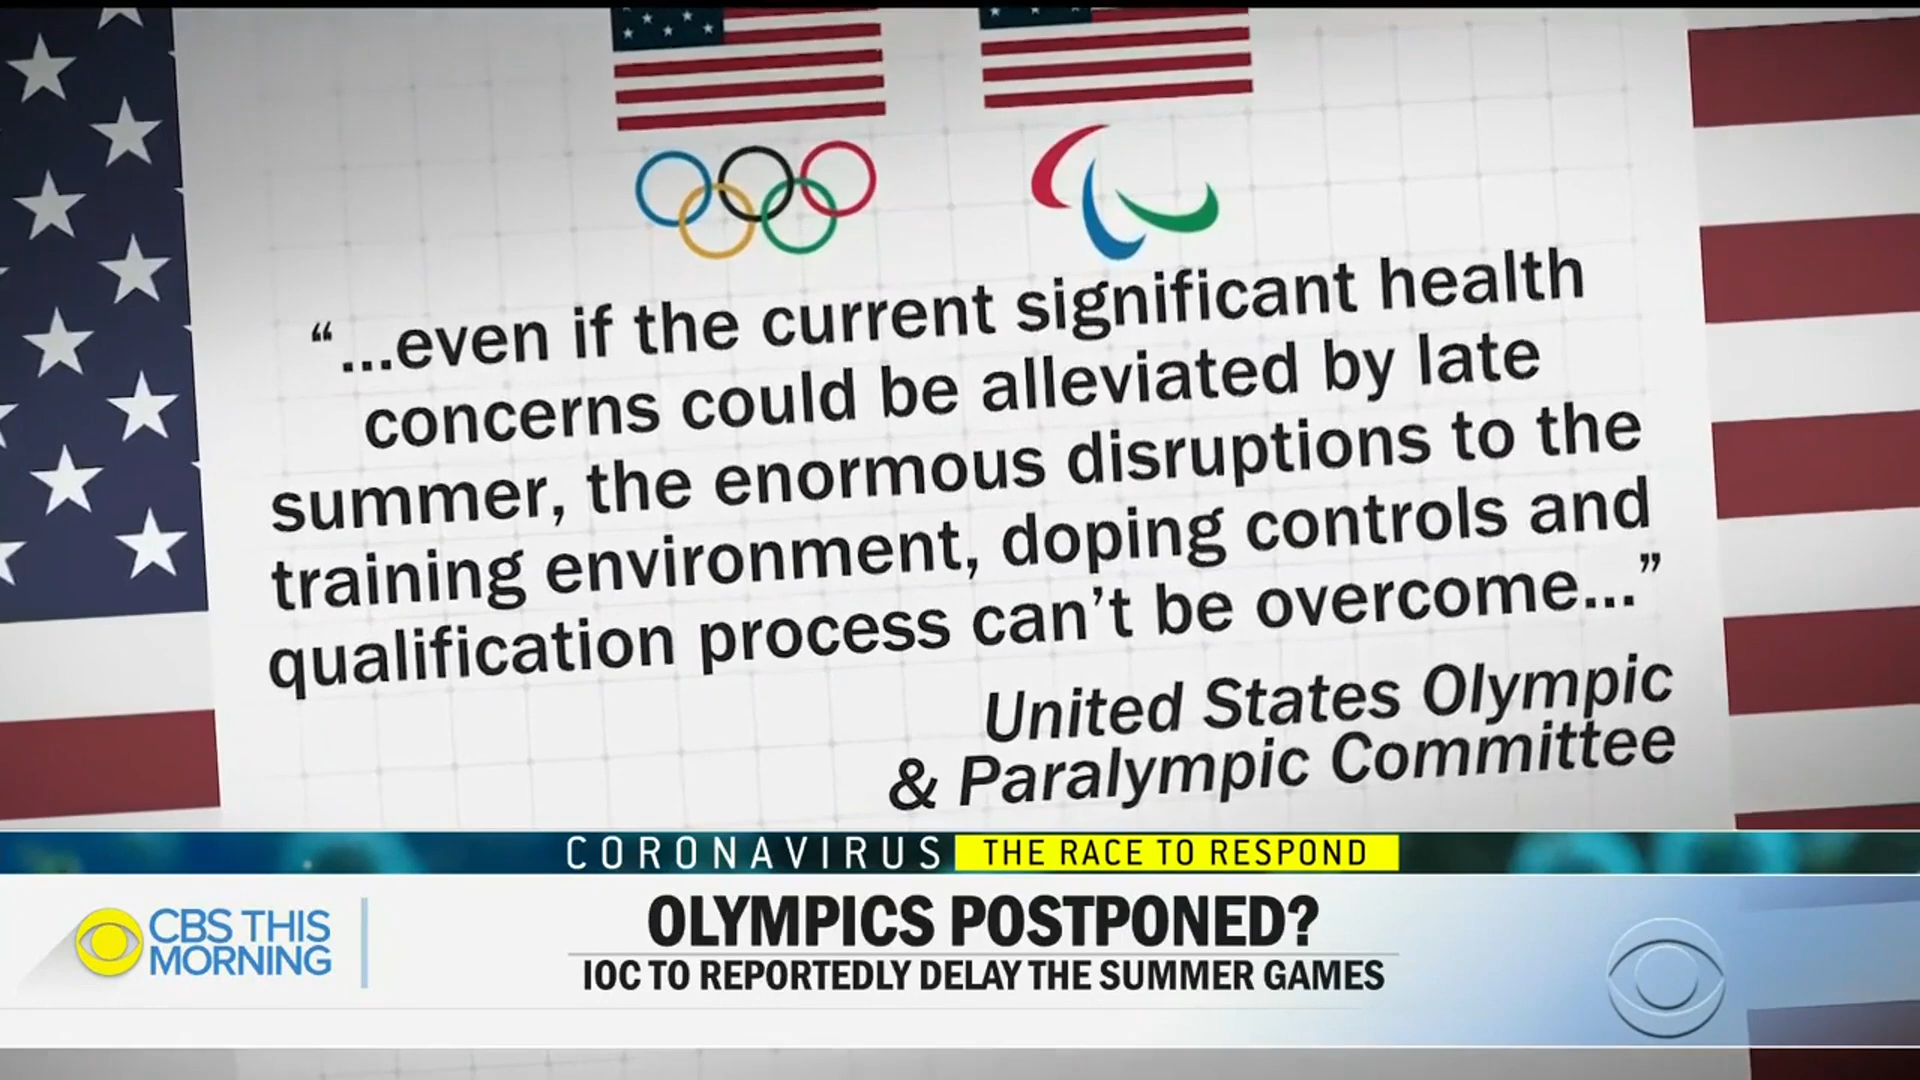 “...even if the current significant health
concerns could be alleviated by late
summer, the enormous disruptions to the
training environment, doping controls and
qualification process can’t be overcome...”
United States Olympic
& Paralympic Committee
CORONAVIRUS THE RACE TO RESPOND
CBS THIS
MORNING
OLYMPICS POSTPONED?
IOC TO REPORTEDLY DELAY THE SUMMER GAMES